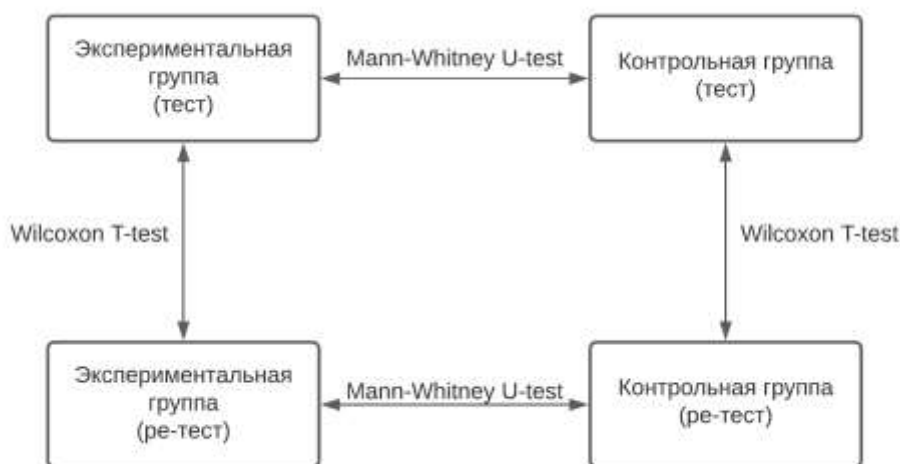 Экспериментальная
группа
(тест)
Mann-Whitney U-test
Контрольная группа
(тест)
Wilcoxon T-test
Wilcoxon T-test
Экспериментальная
группа
(ре-тест)
Mann-Whitney U-test
Контрольная группа
(ре-тест)